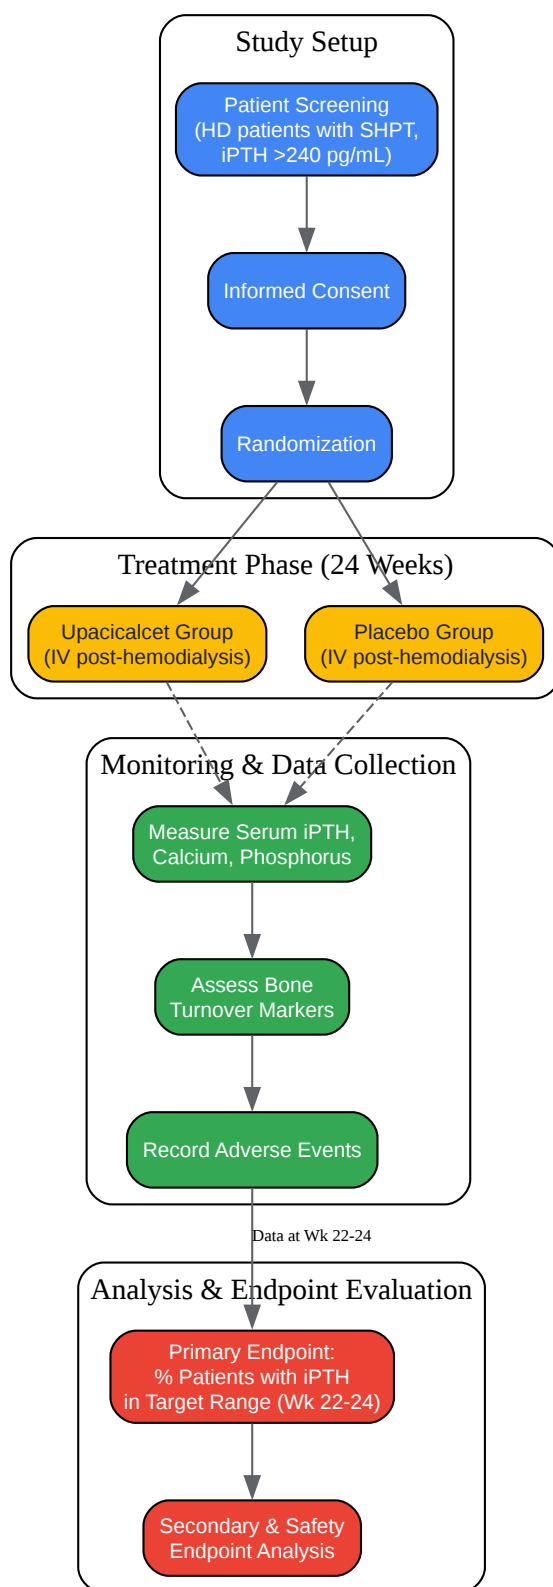 Study Setup
Patient Screening
(HD patients with SHPT,
iPTH >240 pg/mL)
Informed Consent
Randomization
Treatment Phase (24 Weeks)
Upacicalcet Group
(IV post-hemodialysis)
Placebo Group
(IV post-hemodialysis)
Monitoring & Data Collection
Measure Serum iPTH,
Calcium, Phosphorus
Assess Bone
Turnover Markers
Record Adverse Events
Data at Wk 22-24
Analysis & Endpoint Evaluation
Primary Endpoint:
% Patients with iPTH
in Target Range (Wk 22-24)
Secondary & Safety
Endpoint Analysis